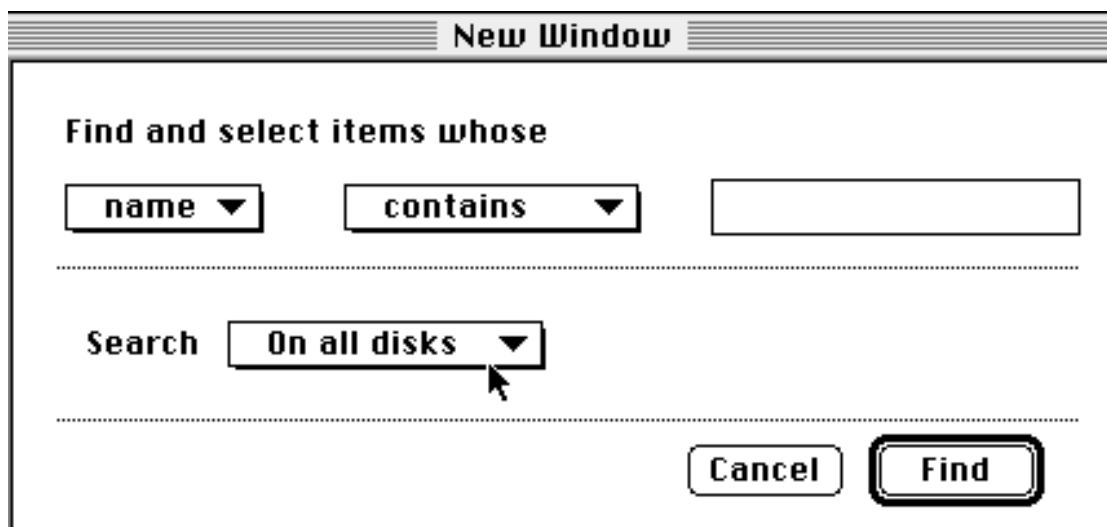 New Window
Find and select items whose
name contains
Search On all disks
Cancel Find